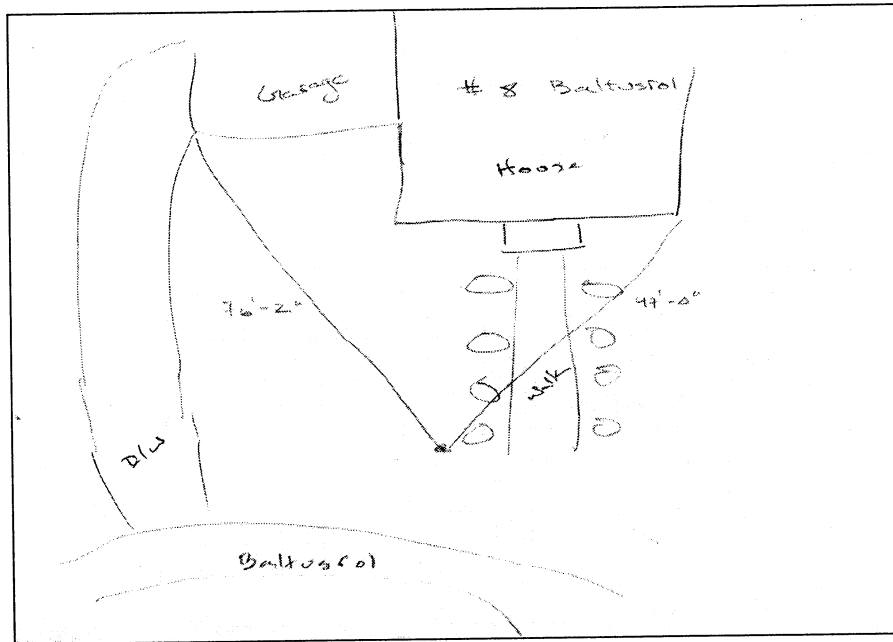 Garage
# 8 Baltusrol
House
76'-2"
47'-0"
Walk
D/W
Baltusrol